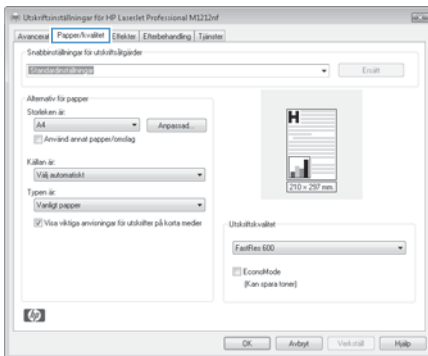 Utskriftsinställningar för HP LaserJet Professional M1212nf
Avancerat Papper/kvalitet Effekter Efterbehandling Tjänster
Snabbinställningar för utskriftsåtgärder
Standardinställningar
Ersätt
Alternativ för papper
Storleken är:
A4
Anpassad...
Använd annat papper/omslag
Källan är:
Välj automatiskt
Typen är:
Vanligt papper
Visa viktiga anvisningar för utskrifter på korta medier
H
210 × 297 mm
Utskriftskvalitet
FastRes 600
EconoMode
(Kan spara toner)
hp
OK Avbryt Verkställ Hjälp